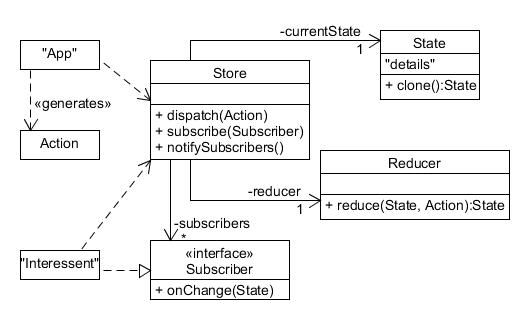 -currentState
1
State
"details"
+ clone():State
"App"
Store
+ dispatch(Action)
+ subscribe(Subscriber)
+ notifySubscribers()
«generates»
Action
Reducer
+ reduce(State, Action):State
-reducer
1
-subscribers
*
"Interessent"
«interface»
Subscriber
+ onChange(State)